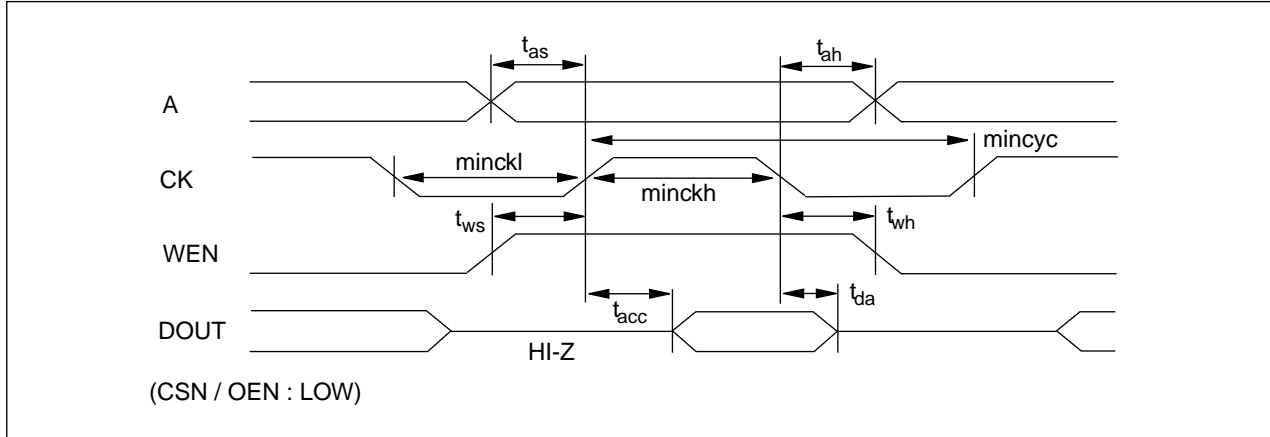 t_as
t_ah
A
mincyc
minckl
CK
minckh
t_ws
t_wh
WEN
t_acc
t_da
DOUT
HI-Z
(CSN / OEN : LOW)